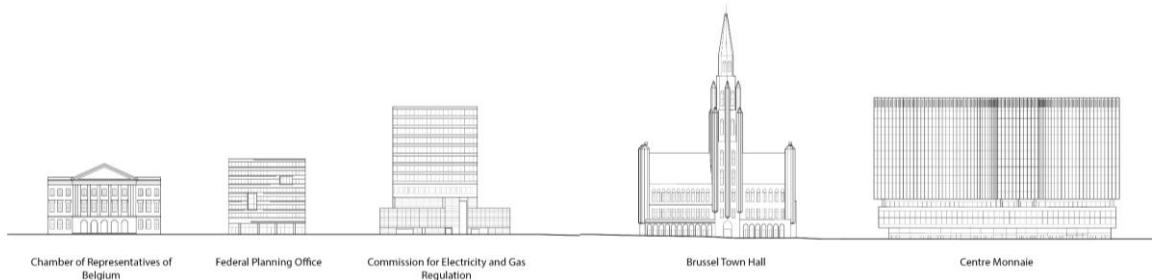 Chamber of Representatives of
Belgium
Federal Planning Office
Commission for Electricity and Gas
Regulation
Brussel Town Hall
Centre Monnaie